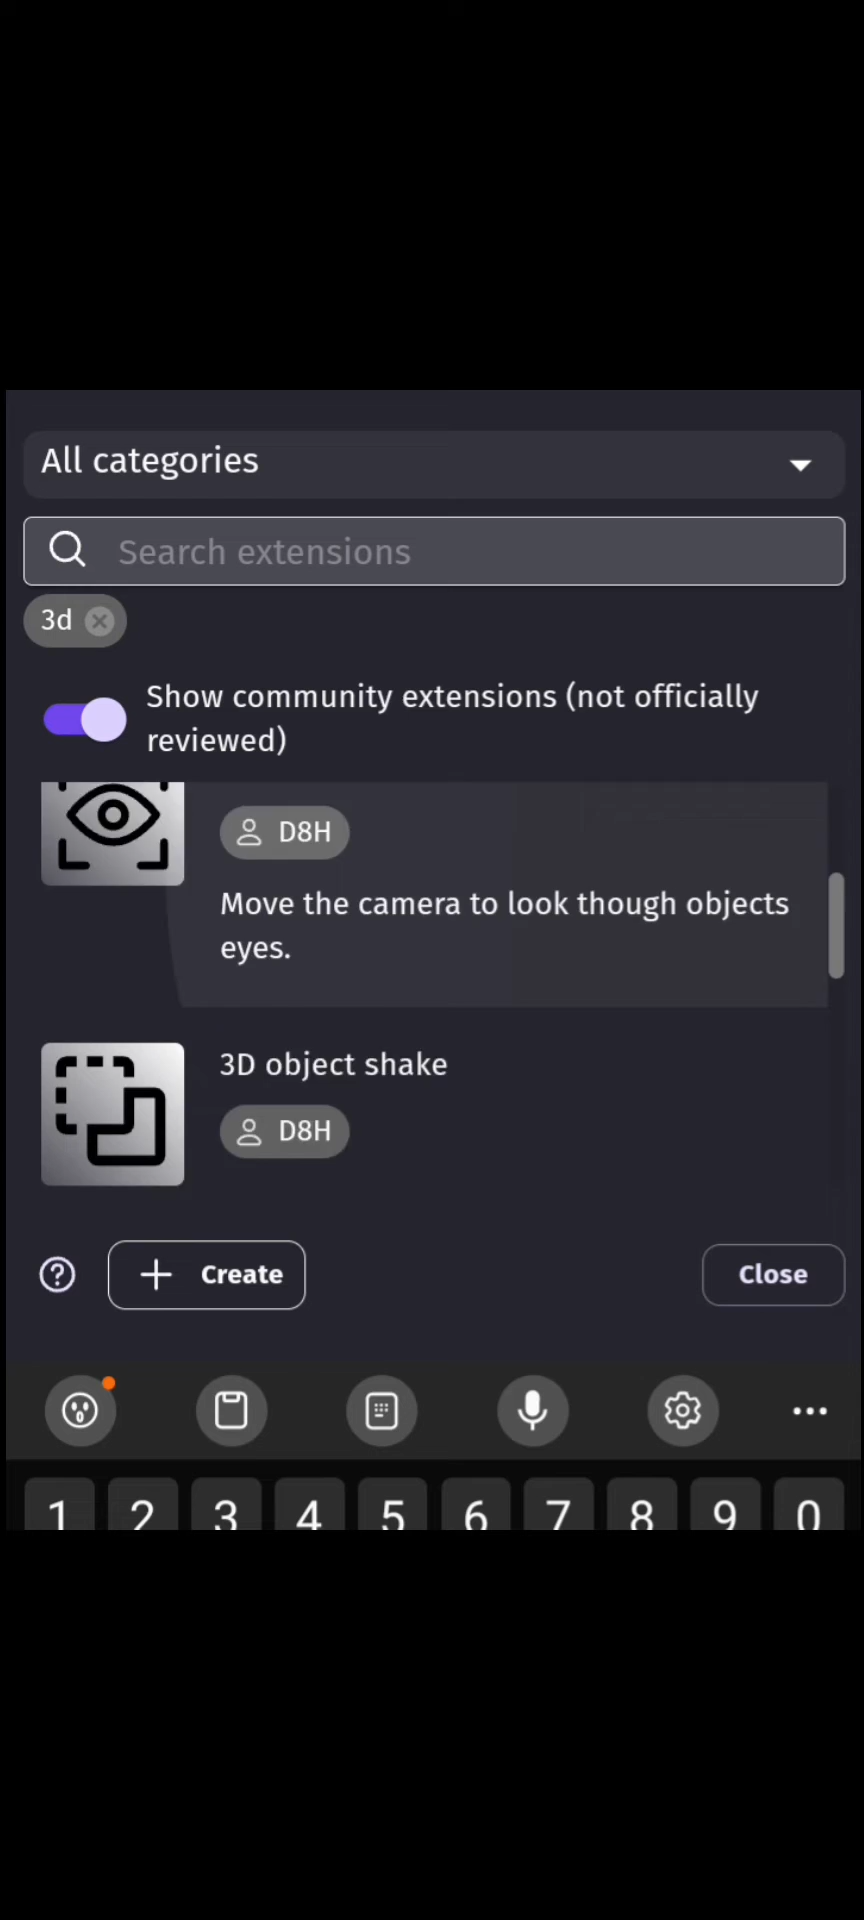 All categories
Search extensions
3d
Show community extensions (not officially
reviewed)
D8H
Move the camera to look though objects
eyes.
3D object shake
D8H
Create
Close
1 2 3 4 5 6 7 8 9 0